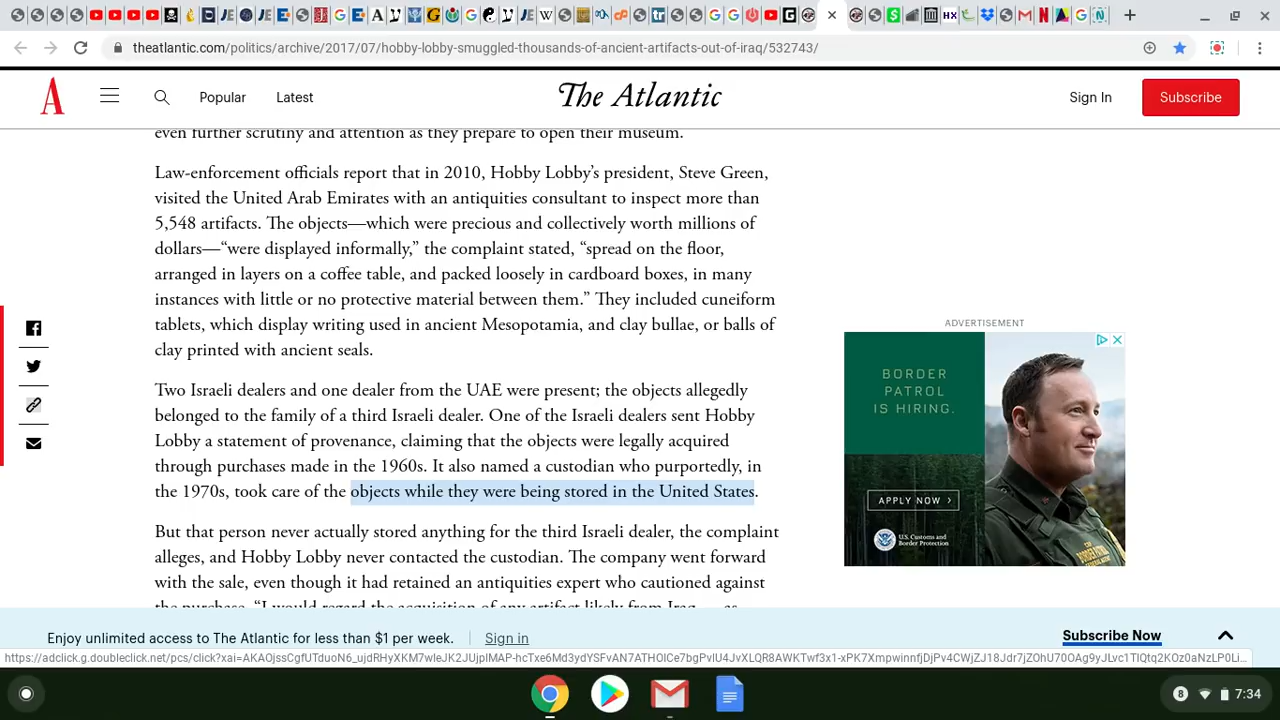 theatlantic.com/politics/archive/2017/07/hobby-lobby-smuggled-thousands-of-ancient-artifacts-out-of-iraq/532743/
Popular
Latest
The Atlantic
Sign In
Subscribe
even further scrutiny and attention as they prepare to open their museum.
Law-enforcement officials report that in 2010, Hobby Lobby’s president, Steve Green,
visited the United Arab Emirates with an antiquities consultant to inspect more than
5,548 artifacts. The objects—which were precious and collectively worth millions of
dollars—“were displayed informally,” the complaint stated, “spread on the floor,
arranged in layers on a coffee table, and packed loosely in cardboard boxes, in many
instances with little or no protective material between them.” They included cuneiform
tablets, which display writing used in ancient Mesopotamia, and clay bullae, or balls of
clay printed with ancient seals.
Two Israeli dealers and one dealer from the UAE were present; the objects allegedly
belonged to the family of a third Israeli dealer. One of the Israeli dealers sent Hobby
Lobby a statement of provenance, claiming that the objects were legally acquired
through purchases made in the 1960s. It also named a custodian who purportedly, in
the 1970s, took care of the objects while they were being stored in the United States.
But that person never actually stored anything for the third Israeli dealer, the complaint
alleges, and Hobby Lobby never contacted the custodian. The company went forward
with the sale, even though it had retained an antiquities expert who cautioned against
the purchase. “I would regard the acquisition of any artifact likely from Iraq … as
ADVERTISEMENT
BORDER
PATROL
IS HIRING.
APPLY NOW >
U.S. Customs and
Border Protection
Enjoy unlimited access to The Atlantic for less than $1 per week.
Sign in
Subscribe Now
8
7:34